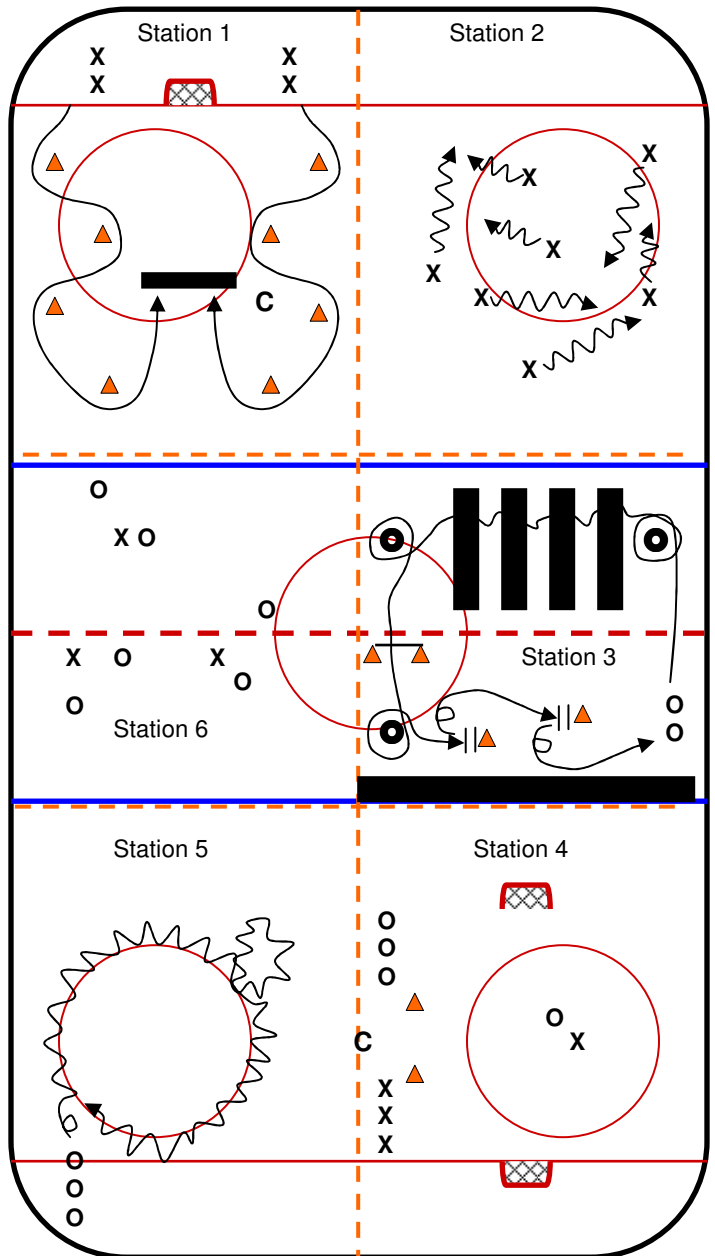 Station 1
X X
X X
C
Station 2
X
X
X
X
X X
X
O
X O
O
X O X
O
O
Station 6
Station 3
O
O
Station 5
O
O
O
Station 4
O
O
O
O
C X
X
X
X